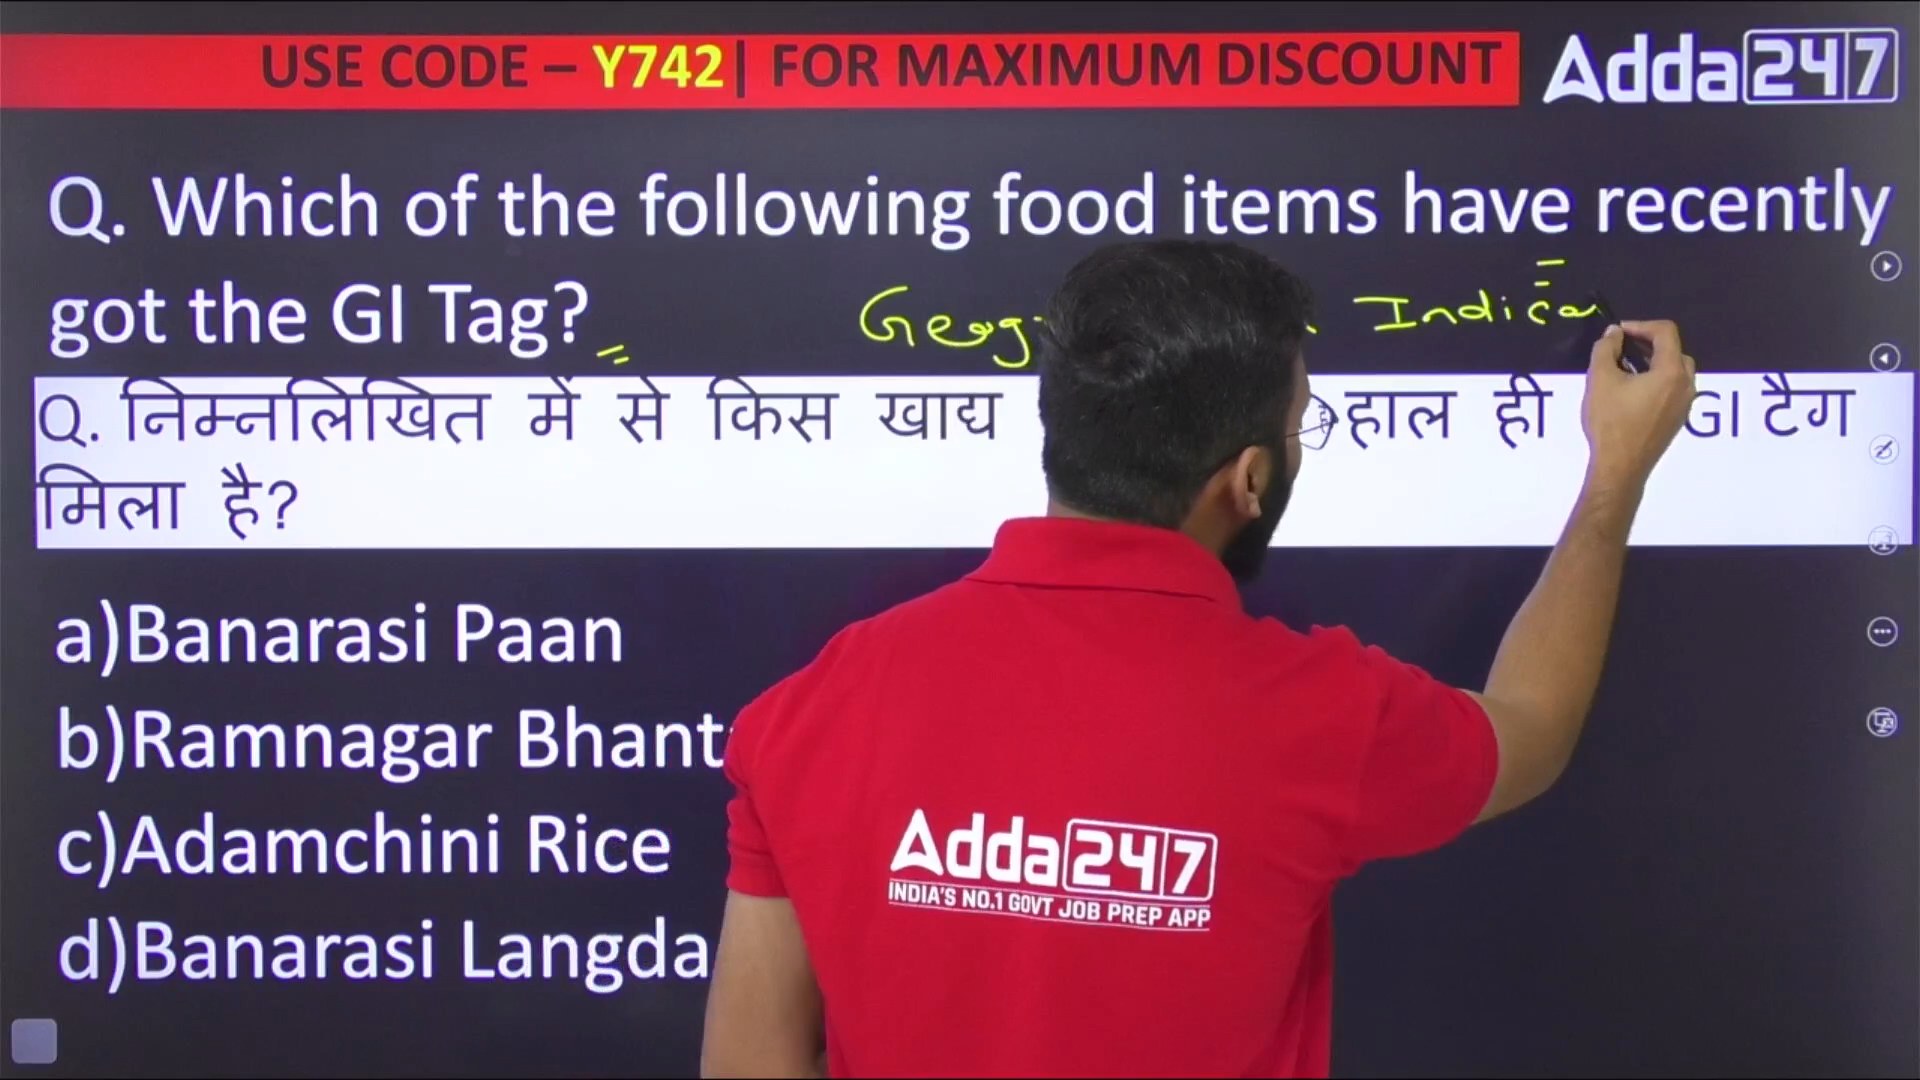 USE CODE – Y742 | FOR MAXIMUM DISCOUNT
Adda247
Q. Which of the following food items have recently
got the GI Tag?
Indica
Q. निम्नलिखित में से किस खाद्य हाल ही GI टैग
मिला है?
a)Banarasi Paan
b)Ramnagar
c)Adamchini Rice
d)Banarasi Langda
Adda247
INDIA'S NO.1 GOVT JOB PREP APP